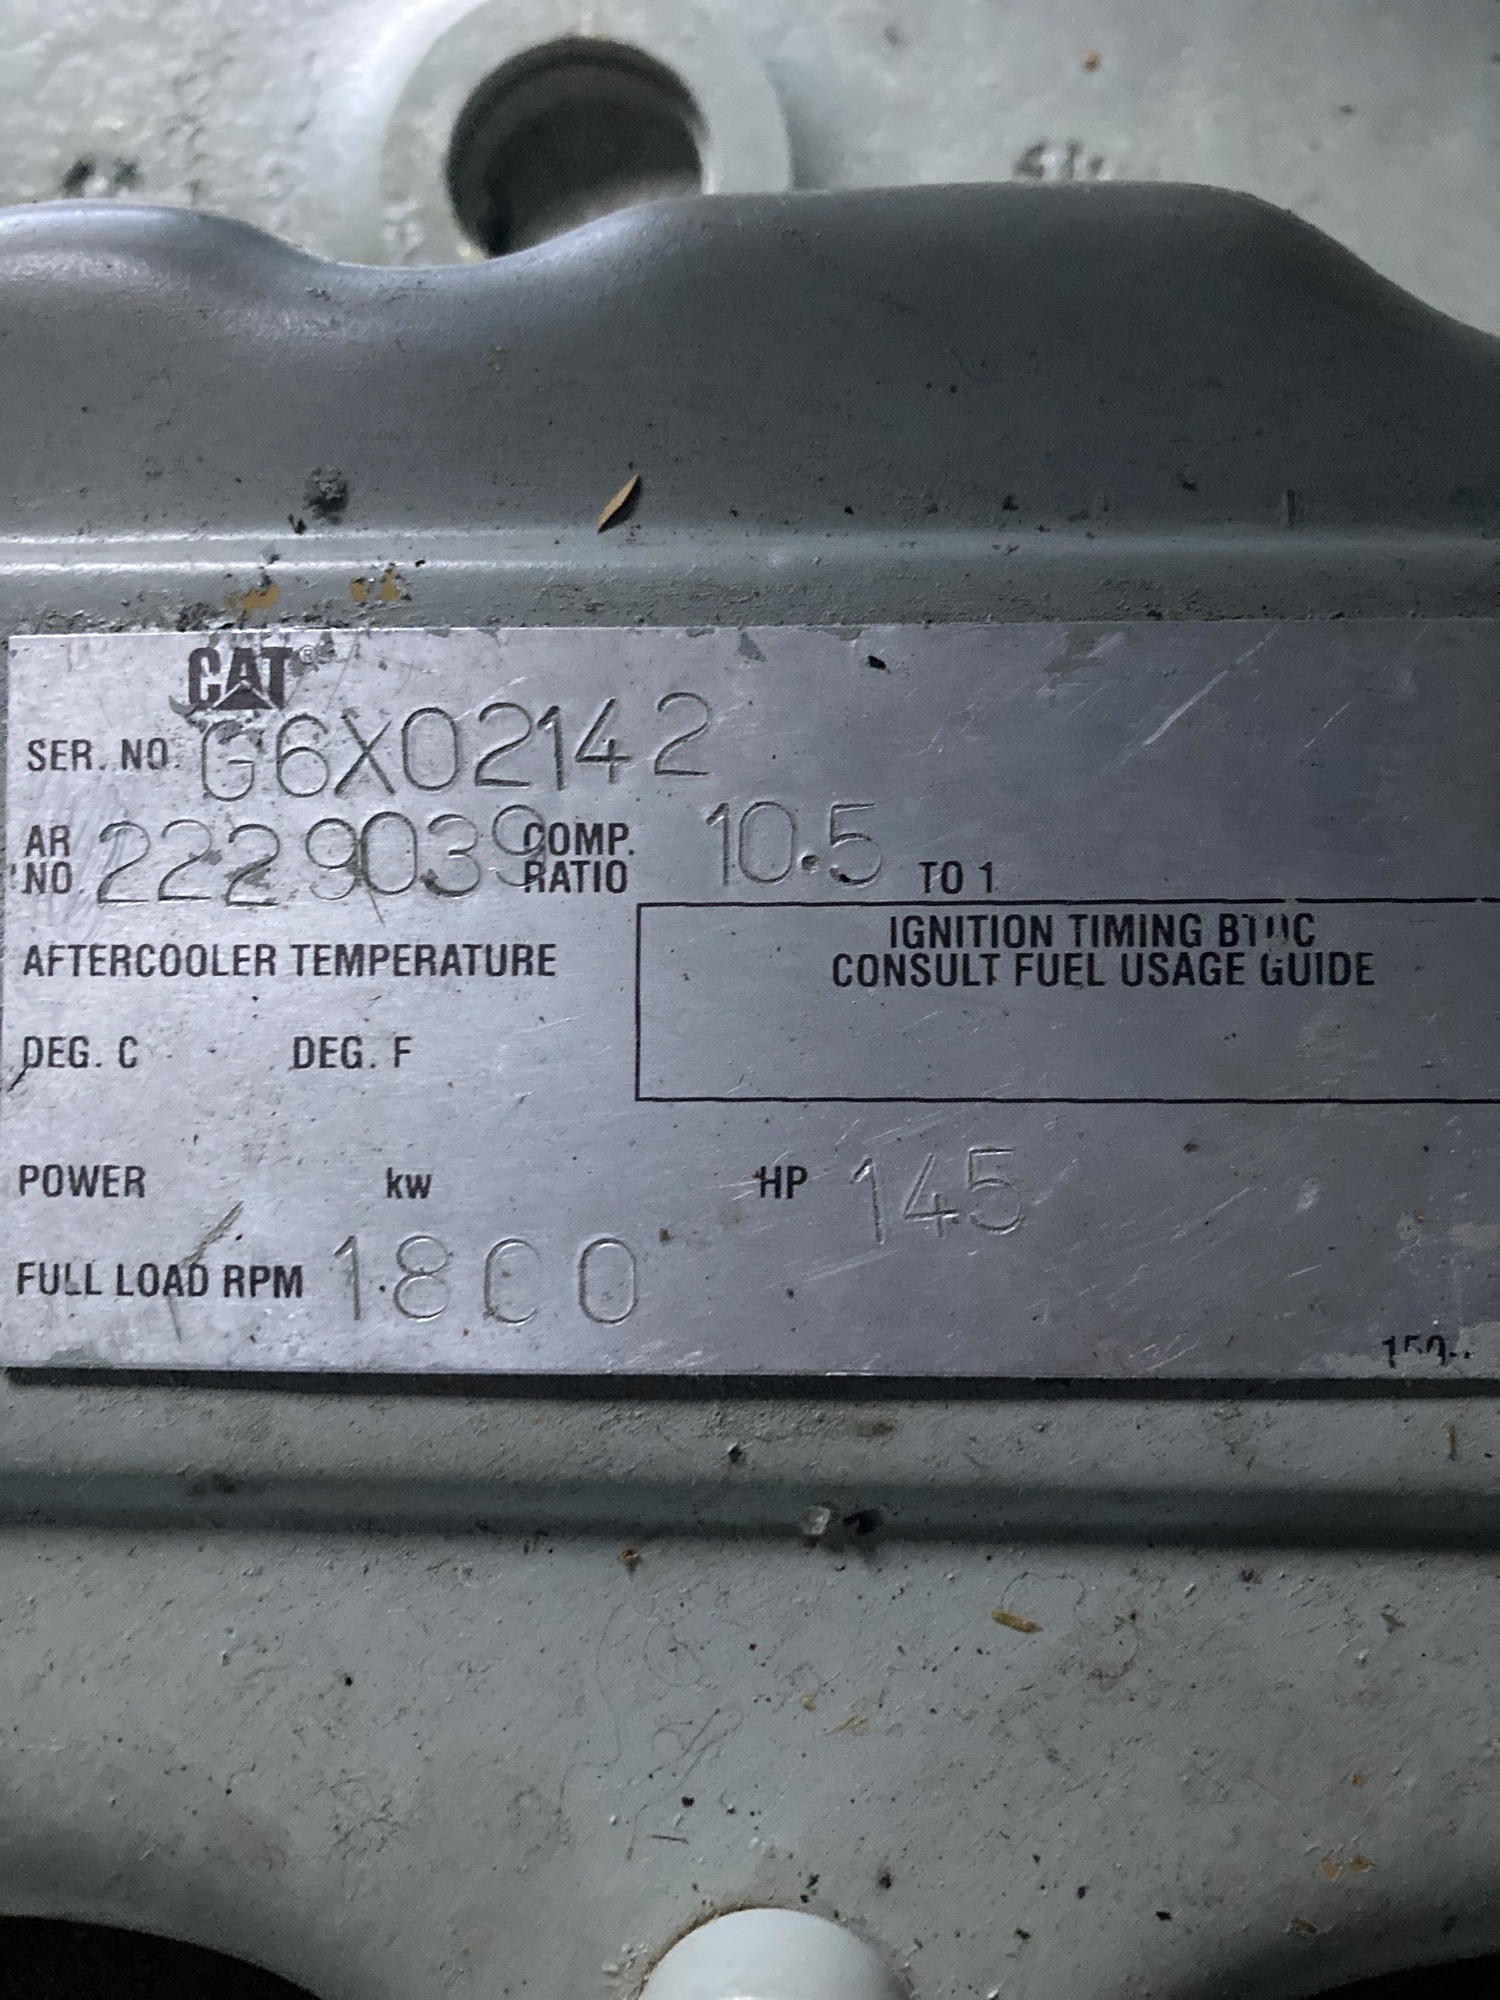 CAT®
SER. NO. G6X02142
AR NO. 2229039 COMP. RATIO 10.5 TO 1
IGNITION TIMING BTDC
CONSULT FUEL USAGE GUIDE
AFTERCOOLER TEMPERATURE
DEG. C DEG. F
POWER kw HP 145
FULL LOAD RPM 1800